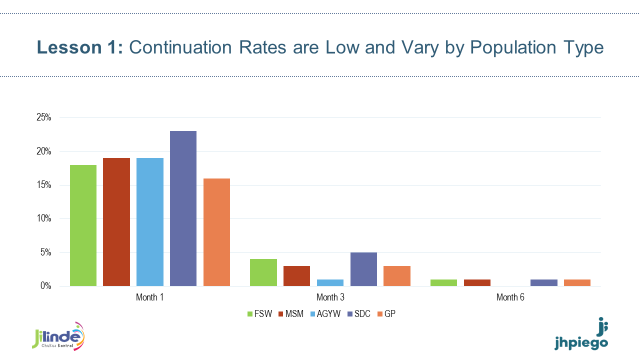 Lesson 1: Continuation Rates are Low and Vary by Population Type
25%
20%
15%
10%
5%
0%
Month 1 Month 3 Month 6
FSW MSM AGYW SDC GP
Jilinde
jhpiego